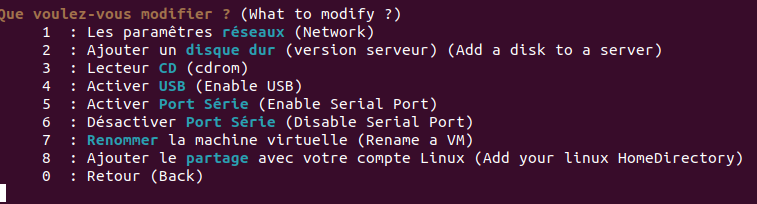 Que voulez-vous modifier ? (What to modify ?)
1 : Les paramêtres réseaux (Network)
2 : Ajouter un disque dur (version serveur) (Add a disk to a server)
3 : Lecteur CD (cdrom)
4 : Activer USB (Enable USB)
5 : Activer Port Série (Enable Serial Port)
6 : Désactiver Port Série (Disable Serial Port)
7 : Renommer la machine virtuelle (Rename a VM)
8 : Ajouter le partage avec votre compte Linux (Add your linux HomeDirectory)
0 : Retour (Back)